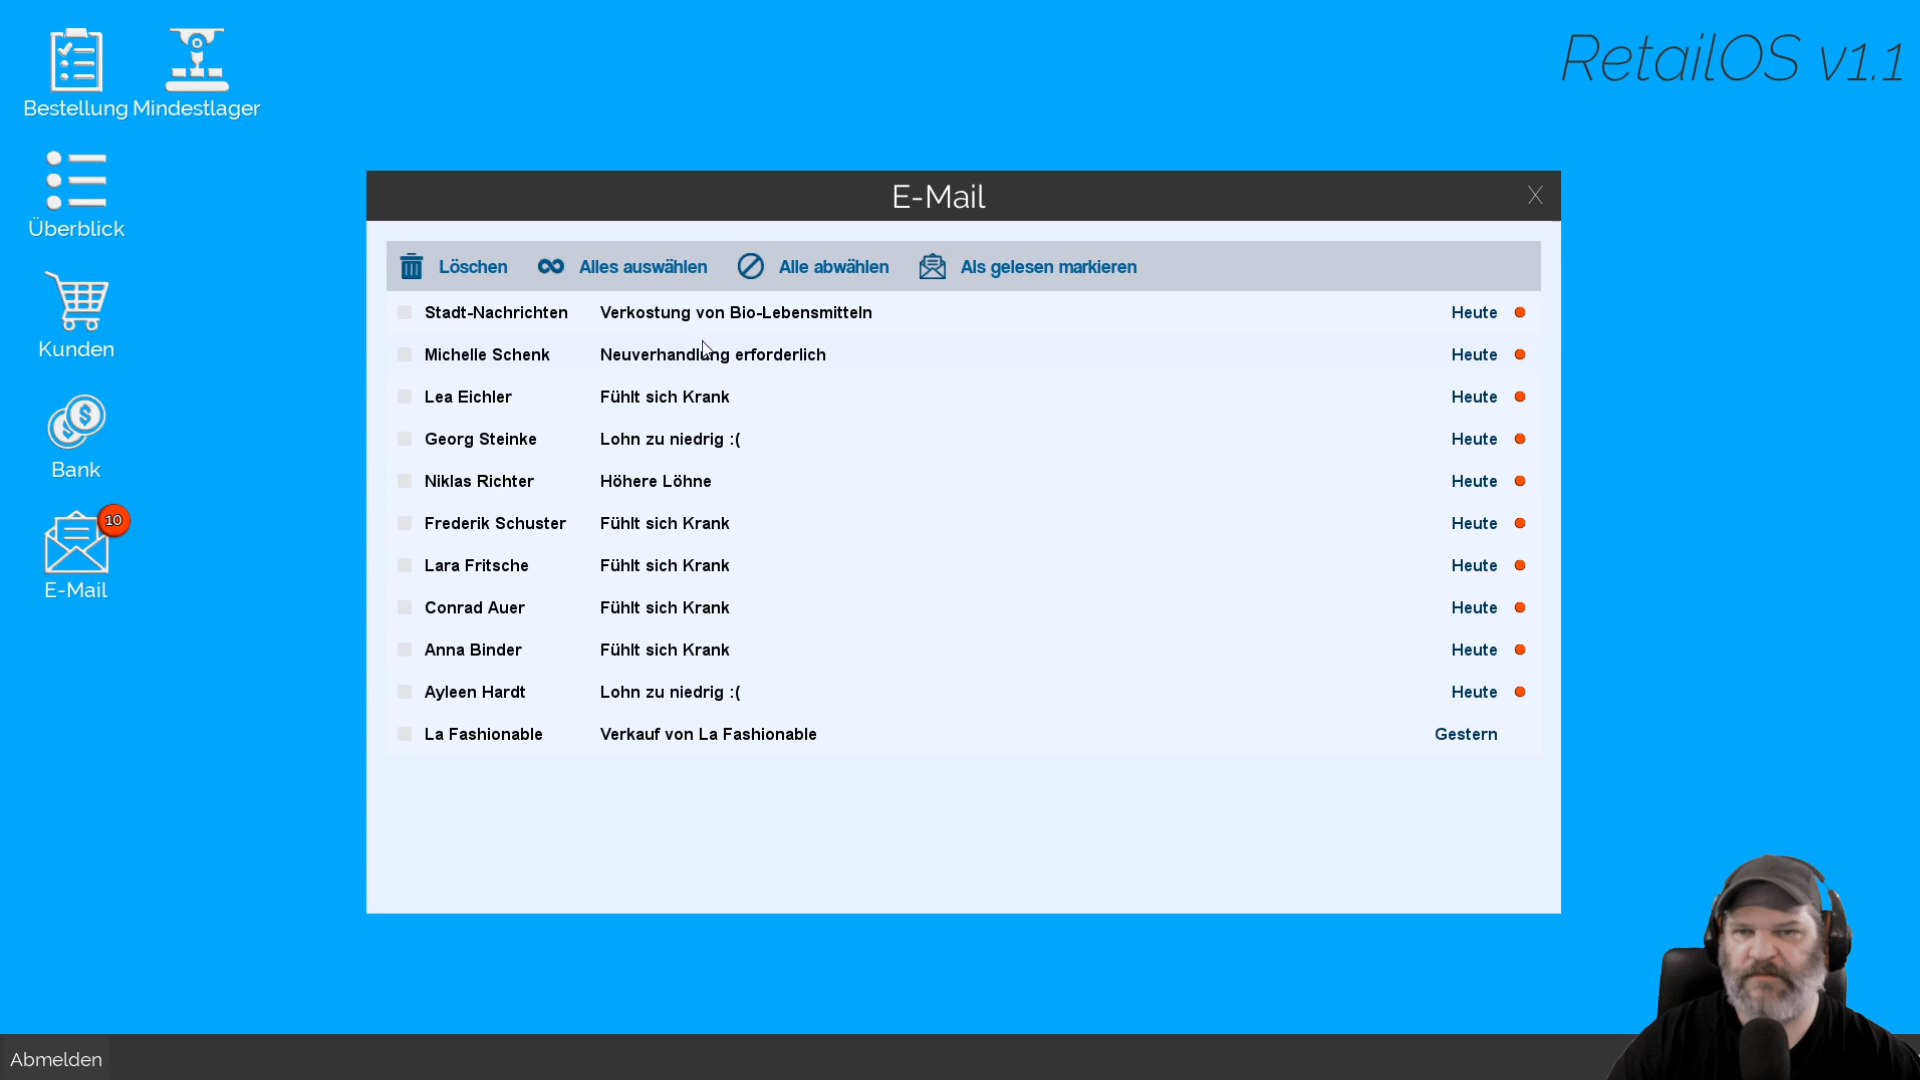 RetailOS v1.1
Bestellung
Mindestlager
Überblick
Kunden
Bank
10
E-Mail
E-Mail X
Löschen Alles auswählen Alle abwählen Als gelesen markieren
Stadt-Nachrichten Verkostung von Bio-Lebensmitteln Heute
Michelle Schenk Neuverhandlung erforderlich Heute
Lea Eichler Fühlt sich Krank Heute
Georg Steinke Lohn zu niedrig :( Heute
Niklas Richter Höhere Löhne Heute
Frederik Schuster Fühlt sich Krank Heute
Lara Fritsche Fühlt sich Krank Heute
Conrad Auer Fühlt sich Krank Heute
Anna Binder Fühlt sich Krank Heute
Ayleen Hardt Lohn zu niedrig :( Heute
La Fashionable Verkauf von La Fashionable Gestern
Abmelden